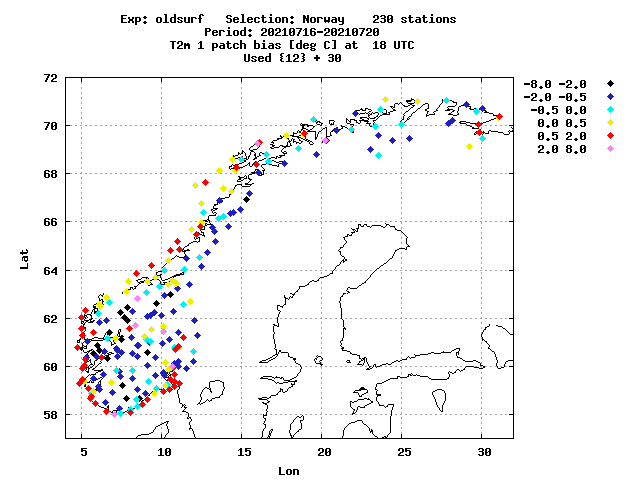 Exp: oldsurf   Selection: Norway    230 stations
Period: 20210716-20210720
T2m 1 patch bias [deg C] at  18 UTC
Used {12} + 30
72
70
68
66
64
62
60
58
Lat
5 10 15 20 25 30
Lon
-8.0 -2.0
-2.0 -0.5
-0.5 0.0
0.0 0.5
0.5 2.0
2.0 8.0